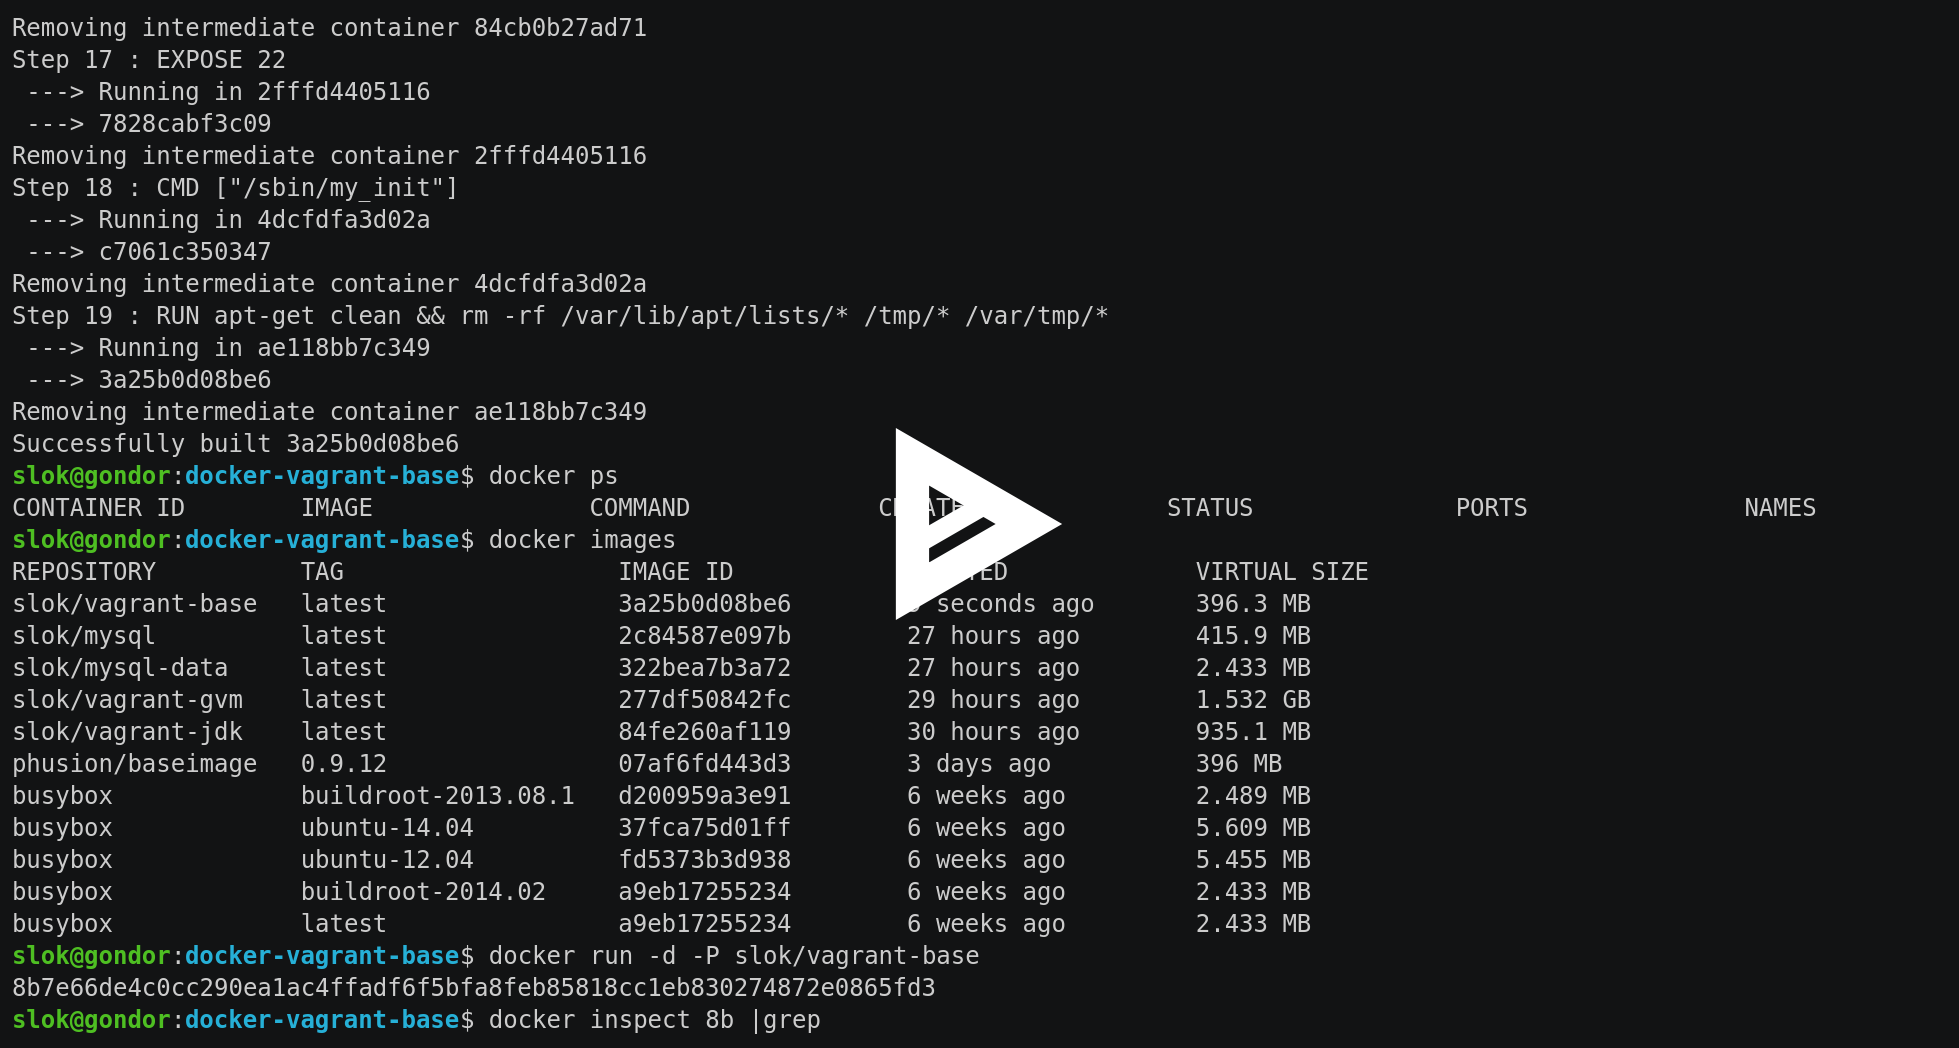 Removing intermediate container 84cb0b27ad71
Step 17 : EXPOSE 22
 ---> Running in 2fffd4405116
 ---> 7828cabf3c09
Removing intermediate container 2fffd4405116
Step 18 : CMD ["/sbin/my_init"]
 ---> Running in 4dcfdfa3d02a
 ---> c7061c350347
Removing intermediate container 4dcfdfa3d02a
Step 19 : RUN apt-get clean && rm -rf /var/lib/apt/lists/* /tmp/* /var/tmp/*
 ---> Running in ae118bb7c349
 ---> 3a25b0d08be6
Removing intermediate container ae118bb7c349
Successfully built 3a25b0d08be6
slok@gondor:docker-vagrant-base$ docker ps
CONTAINER ID        IMAGE               COMMAND             STATUS              PORTS               NAMES
slok@gondor:docker-vagrant-base$ docker images
REPOSITORY          TAG                   IMAGE ID            VIRTUAL SIZE
slok/vagrant-base   latest                3a25b0d08be6        seconds ago       396.3 MB
slok/mysql          latest                2c84587e097b        27 hours ago        415.9 MB
slok/mysql-data     latest                322bea7b3a72        27 hours ago        2.433 MB
slok/vagrant-gvm    latest                277df50842fc        29 hours ago        1.532 GB
slok/vagrant-jdk    latest                84fe260af119        30 hours ago        935.1 MB
phusion/baseimage   0.9.12                07af6fd443d3        3 days ago          396 MB
busybox             buildroot-2013.08.1   d200959a3e91        6 weeks ago         2.489 MB
busybox             ubuntu-14.04          37fca75d01ff        6 weeks ago         5.609 MB
busybox             ubuntu-12.04          fd5373b3d938        6 weeks ago         5.455 MB
busybox             buildroot-2014.02     a9eb17255234        6 weeks ago         2.433 MB
busybox             latest                a9eb17255234        6 weeks ago         2.433 MB
slok@gondor:docker-vagrant-base$ docker run -d -P slok/vagrant-base
8b7e66de4c0cc290ea1ac4ffadf6f5bfa8feb85818cc1eb830274872e0865fd3
slok@gondor:docker-vagrant-base$ docker inspect 8b |grep